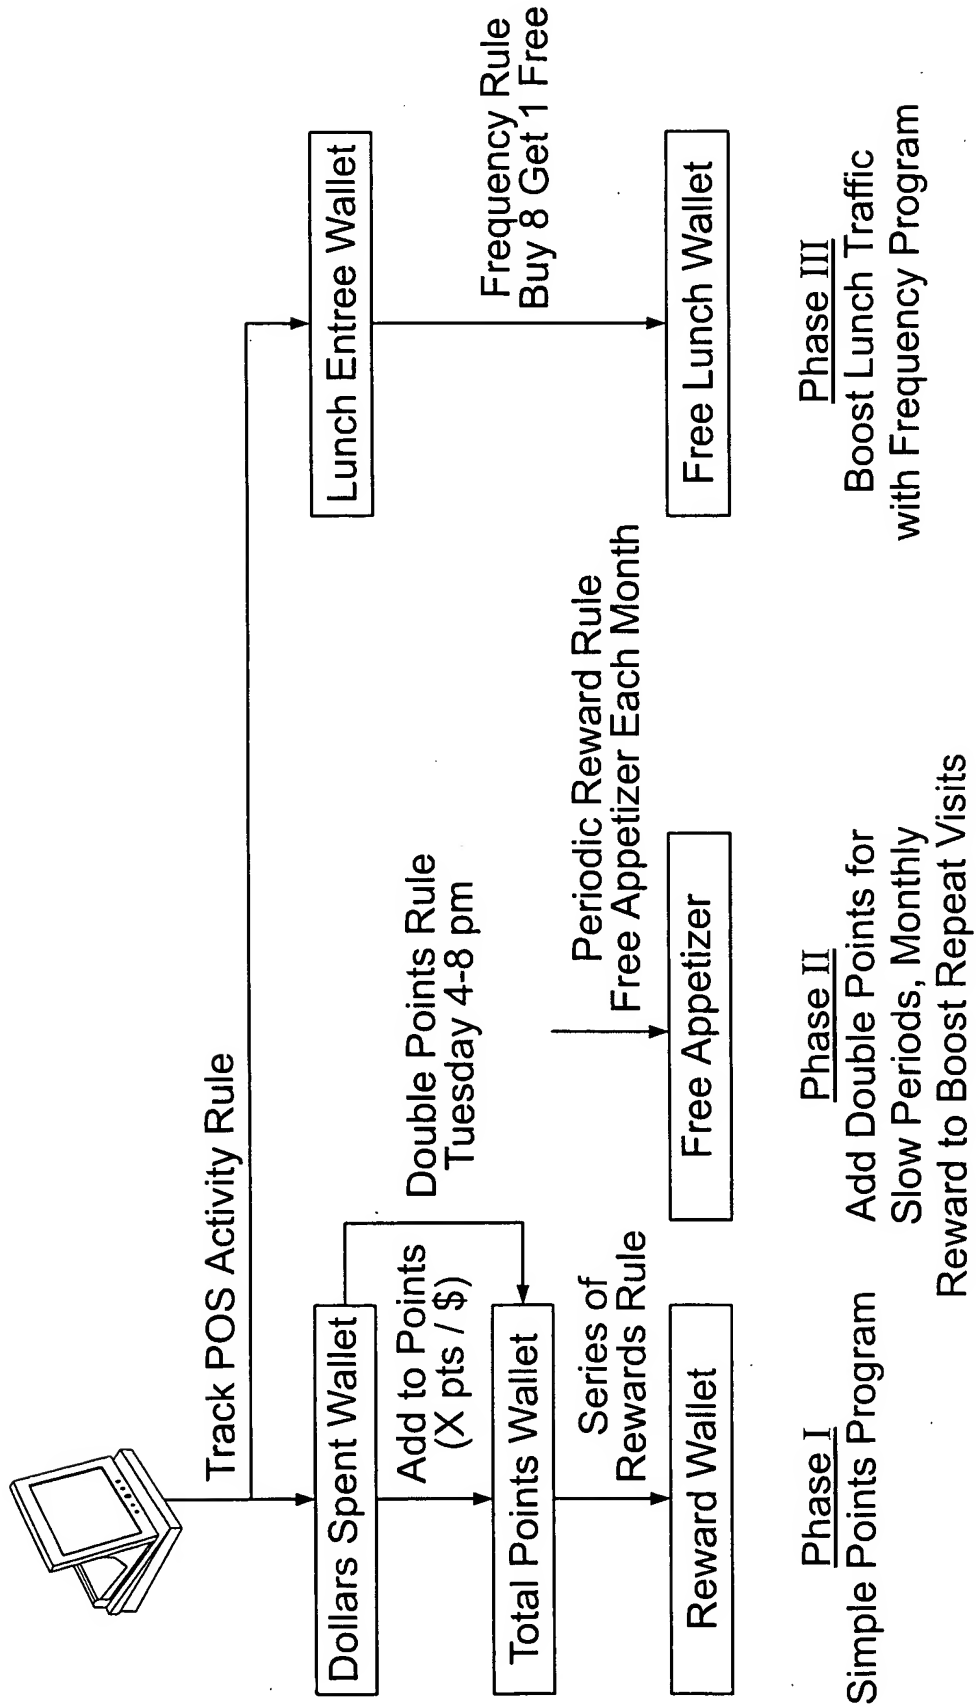 Track POS Activity Rule
Dollars Spent Wallet
Add to Points
(X pts / $)
Double Points Rule
Tuesday 4-8 pm
Total Points Wallet
Series of
Rewards Rule
Reward Wallet
Periodic Reward Rule
Free Appetizer Each Month
Free Appetizer
Lunch Entree Wallet
Frequency Rule
Buy 8 Get 1 Free
Free Lunch Wallet
Phase I
Simple Points Program
Phase II
Add Double Points for
Slow Periods, Monthly
Reward to Boost Repeat Visits
Phase III
Boost Lunch Traffic
with Frequency Program